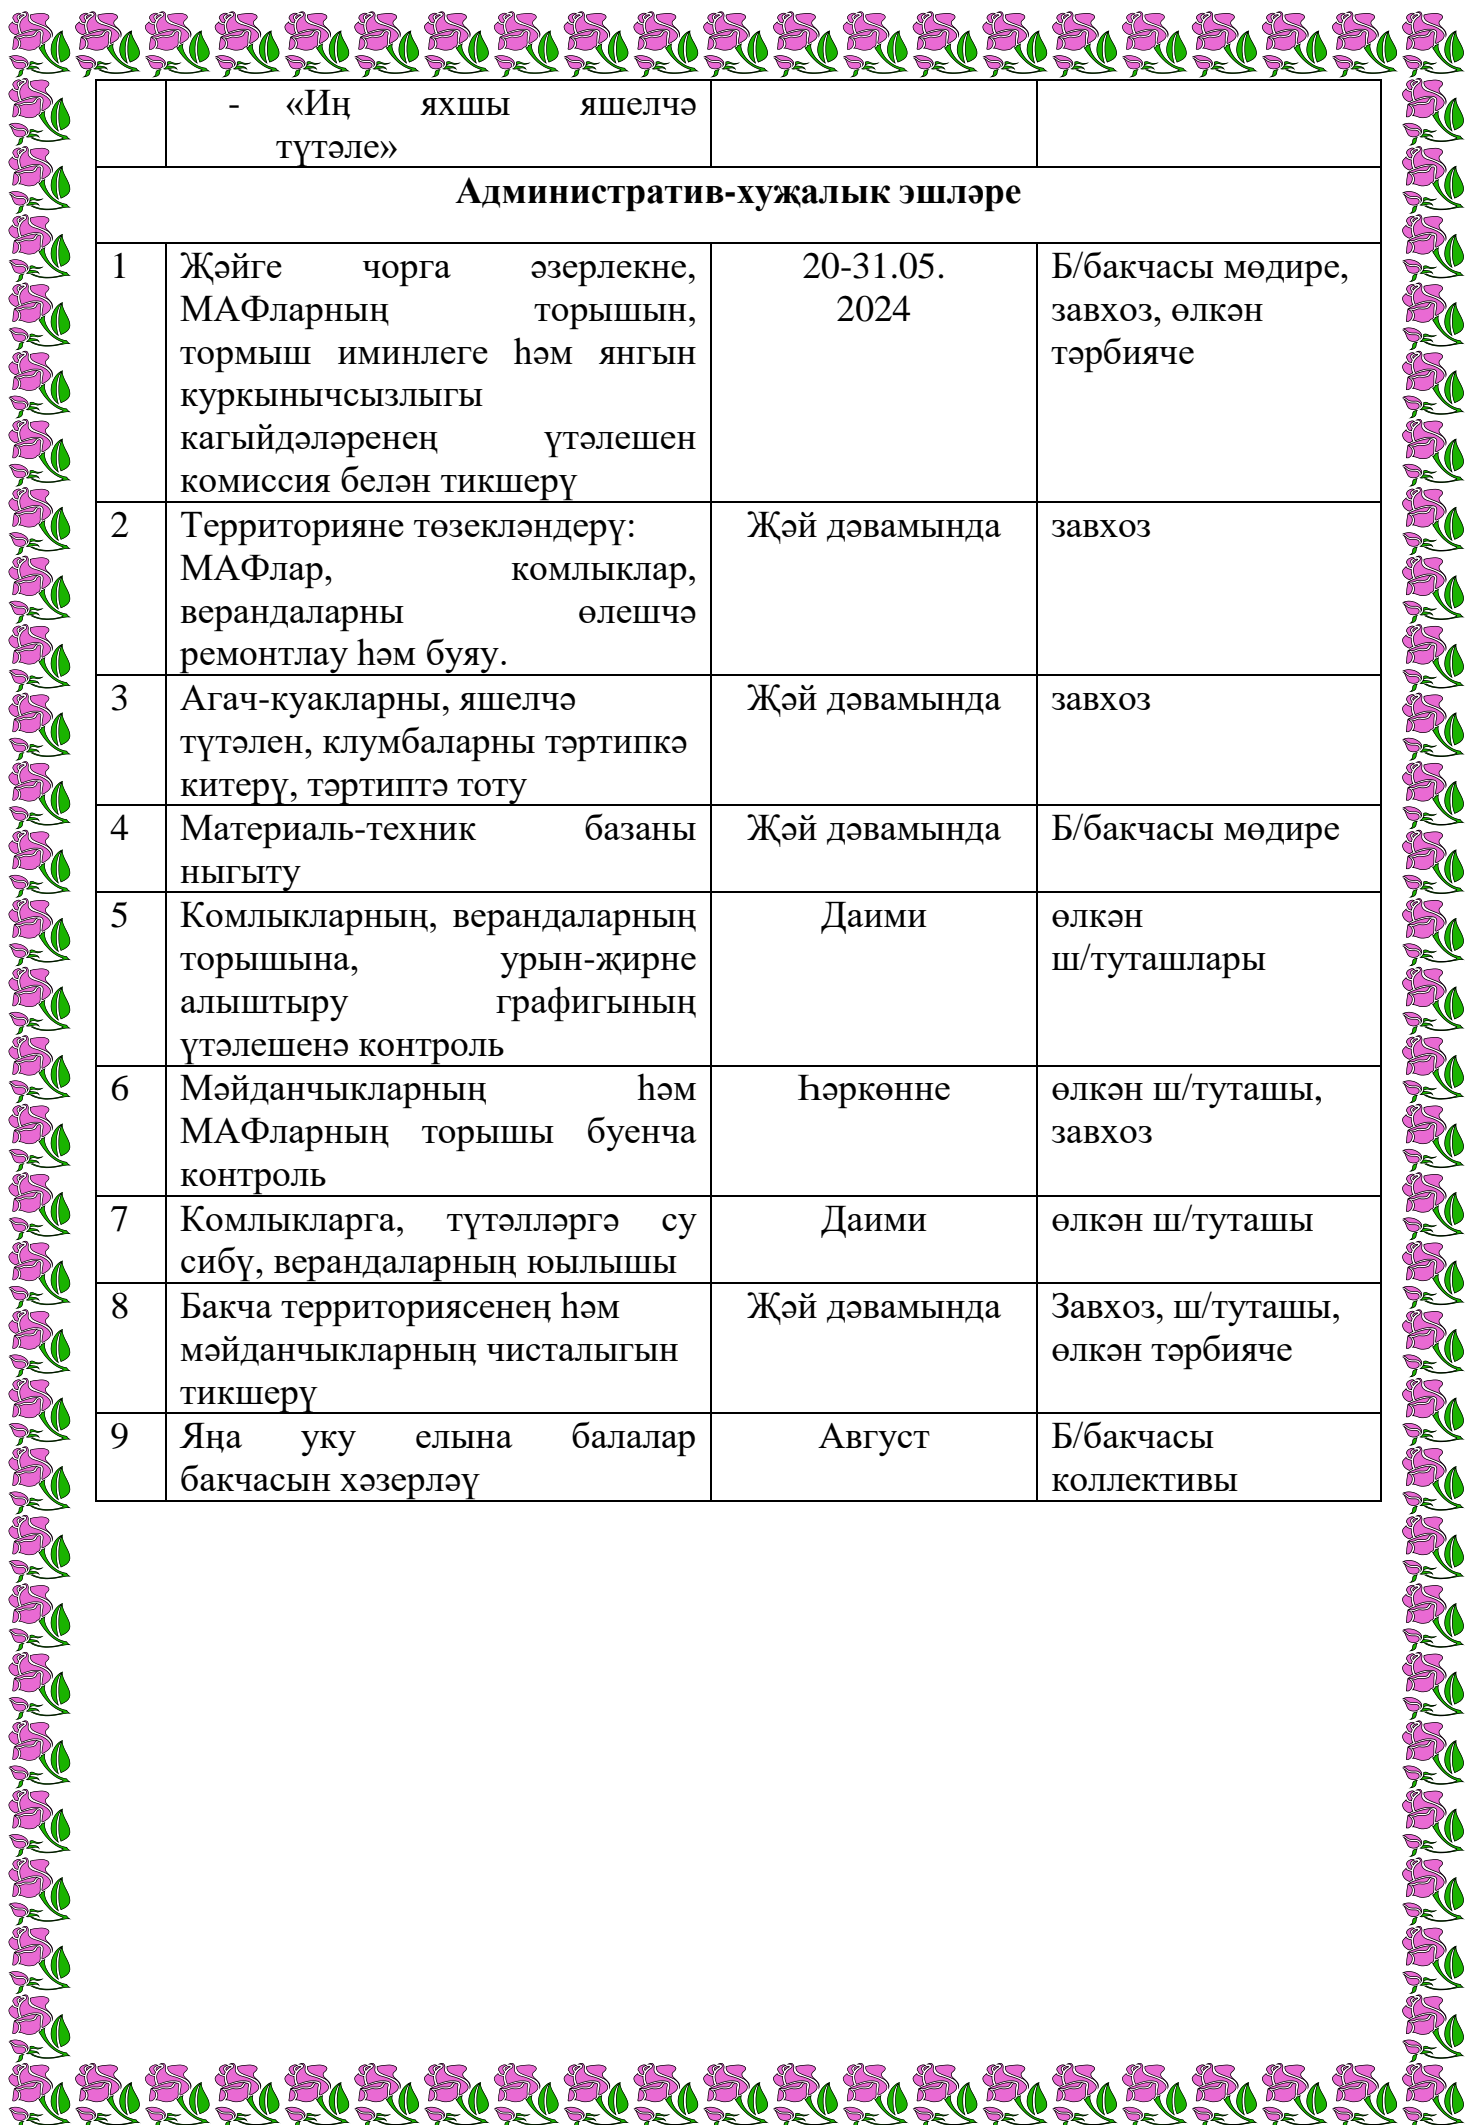 - «Иң яхшы яшелчә
түтәле»
Административ-хуҗалык эшләре
1 Җәйге чорга әзерлекне, 20-31.05. Б/бакчасы мөдире,
МАФларның торышын, 2024 завхоз, өлкән
тормыш иминлеге һәм янгын тәрбияче
куркынычсызлыгы
кагыйдәләренең үтәлешен
комиссия белән тикшерү
2 Территорияне төзекләндерү: Җәй дәвамында завхоз
МАФлар, комлыклар,
верандаларны өлешчә
ремонтлау һәм буяу.
3 Агач-куакларны, яшелчә Җәй дәвамында завхоз
түтәлен, клумбаларны тәртипкә
китерү, тәртиптә тоту
4 Материаль-техник базаны Җәй дәвамында Б/бакчасы мөдире
ныгыту
5 Комлыкларның, верандаларның Даими өлкән
торышына, урын-җирне ш/туташлары
алыштыру графигының
үтәлешенә контроль
6 Мәйданчыкларның һәм Һәркөнне өлкән ш/туташы,
МАФларның торышы буенча завхоз
контроль
7 Комлыкларга, түтәлләргә су Даими өлкән ш/туташы
сибү, верандаларның юылышы
8 Бакча территориясенең һәм Җәй дәвамында Завхоз, ш/туташы,
мәйданчыкларның чисталыгын өлкән тәрбияче
тикшерү
9 Яңа уку елына балалар Август Б/бакчасы
бакчасын хәзерләү коллективы